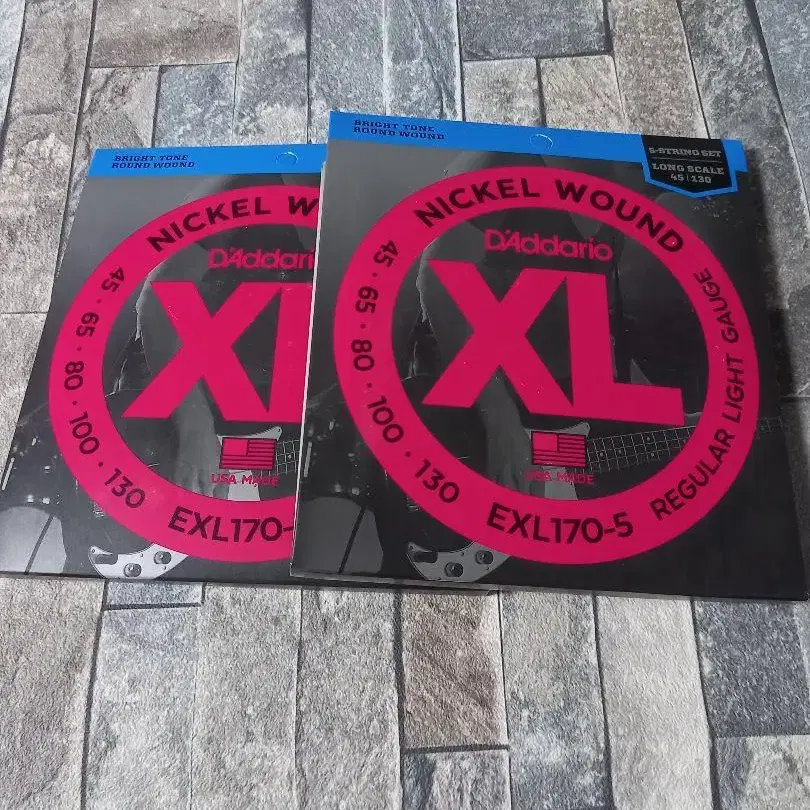 BRIGHT TONE
ROUND WOUND
NICKEL W
D'Addari
XL
45 · 65 · 80 · 100 · 130
USA MADE
EXL170-
BRIGHT TONE
ROUND WOUND
5-STRING SET
LONG SCALE
45 | 130
NICKEL WOUND
D'Addario
XL
45 · 65 · 80 · 100 · 130
USA MADE
EXL170-5
REGULAR LIGHT GAUGE